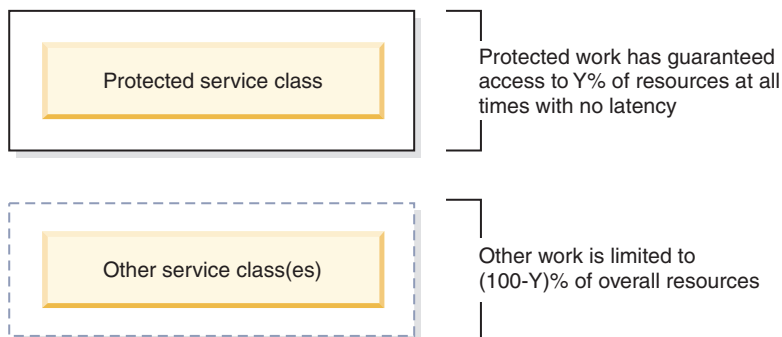 Protected service class
Protected work has guaranteed
access to Y% of resources at all
times with no latency
Other service class(es)
Other work is limited to
(100-Y)% of overall resources